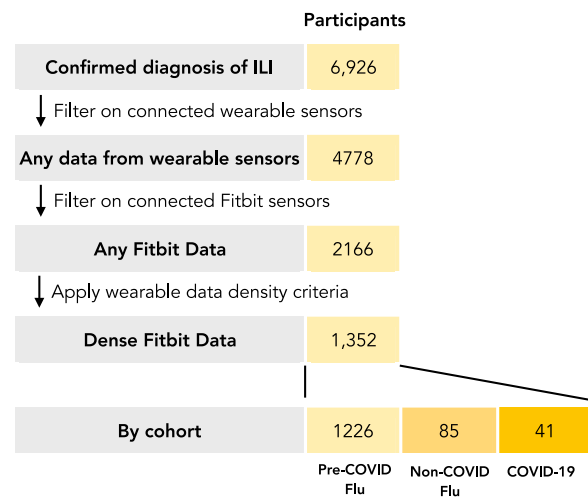 Participants
Confirmed diagnosis of ILI 6,926
Filter on connected wearable sensors
Any data from wearable sensors 4778
Filter on connected Fitbit sensors
Any Fitbit Data 2166
Apply wearable data density criteria
Dense Fitbit Data 1,352
By cohort 1226 85 41
Pre-COVID Non-COVID COVID-19
Flu Flu